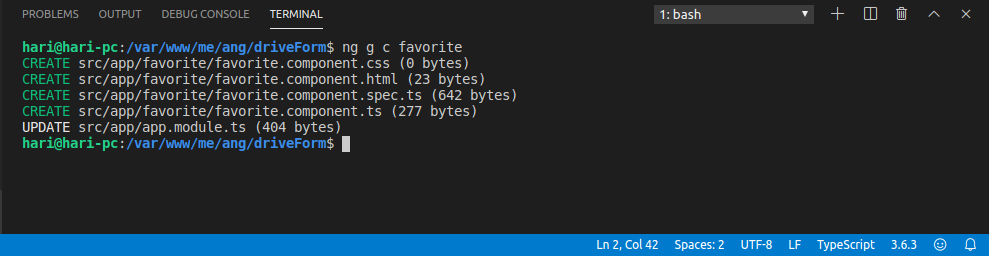 PROBLEMS OUTPUT DEBUG CONSOLE TERMINAL 1: bash
hari@hari-pc:/var/www/me/ang/driveForm$ ng g c favorite
CREATE src/app/favorite/favorite.component.css (0 bytes)
CREATE src/app/favorite/favorite.component.html (23 bytes)
CREATE src/app/favorite/favorite.component.spec.ts (642 bytes)
CREATE src/app/favorite/favorite.component.ts (277 bytes)
UPDATE src/app/app.module.ts (404 bytes)
hari@hari-pc:/var/www/me/ang/driveForm$
Ln 2, Col 42 Spaces: 2 UTF-8 LF TypeScript 3.6.3